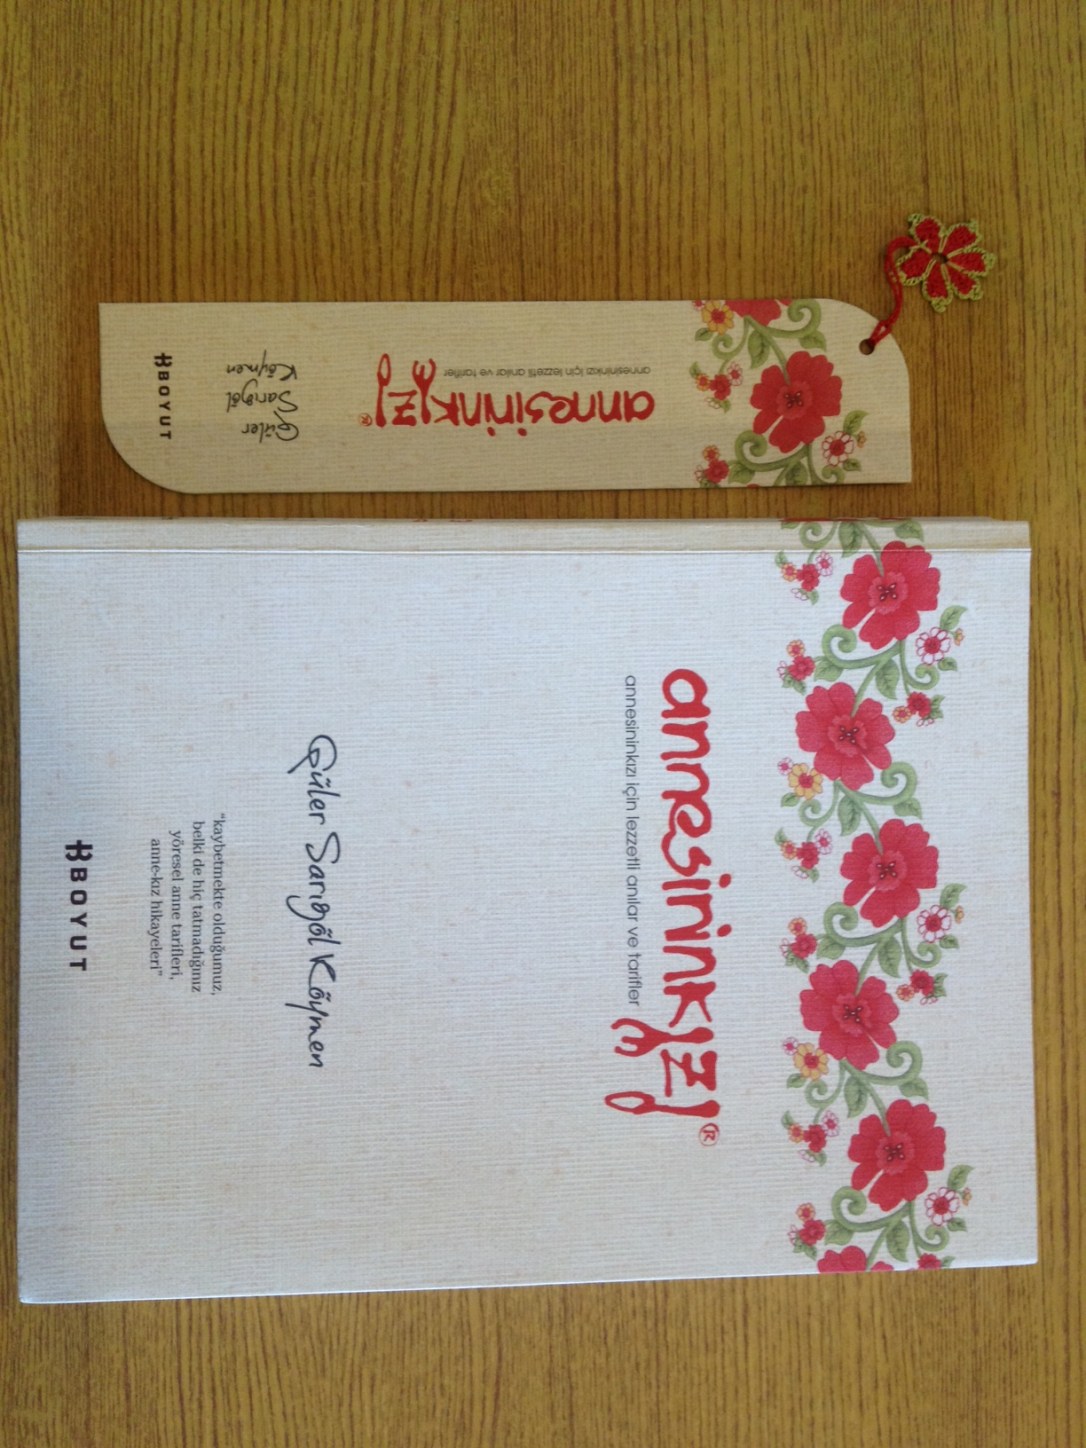 annesininkızı®
annesininkızı için lezzetli anılar ve tarifler
Güler Sarıgöl Köymen
"kaybetmekte olduğumuz,
belki de hiç tatmadığınız
yöresel anne tarifleri,
anne-kız hikayeleri"
BOYUT
annesininkızı®
annesininkızı için lezzetli anılar ve tarifler
Güler
Sarıgöl
Köymen
BOYUT